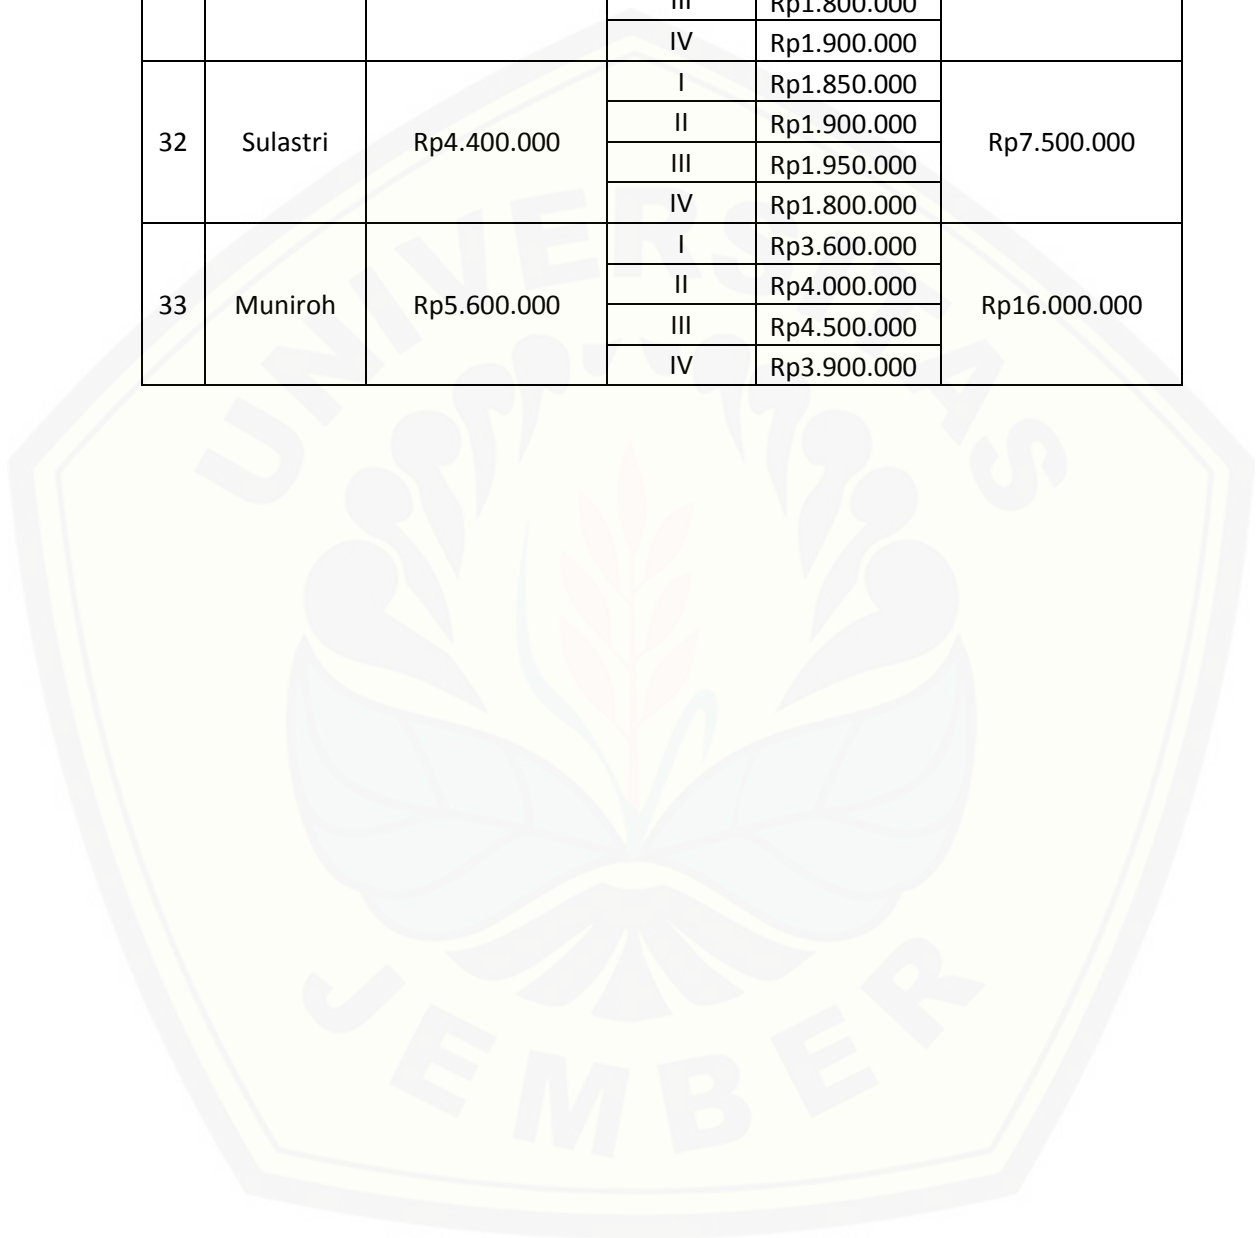 III Rp1.800.000
IV Rp1.900.000
32 Sulastri Rp4.400.000 I Rp1.850.000 Rp7.500.000
II Rp1.900.000
III Rp1.950.000
IV Rp1.800.000
33 Muniroh Rp5.600.000 I Rp3.600.000 Rp16.000.000
II Rp4.000.000
III Rp4.500.000
IV Rp3.900.000
UNIVERSITAS
JEMBER